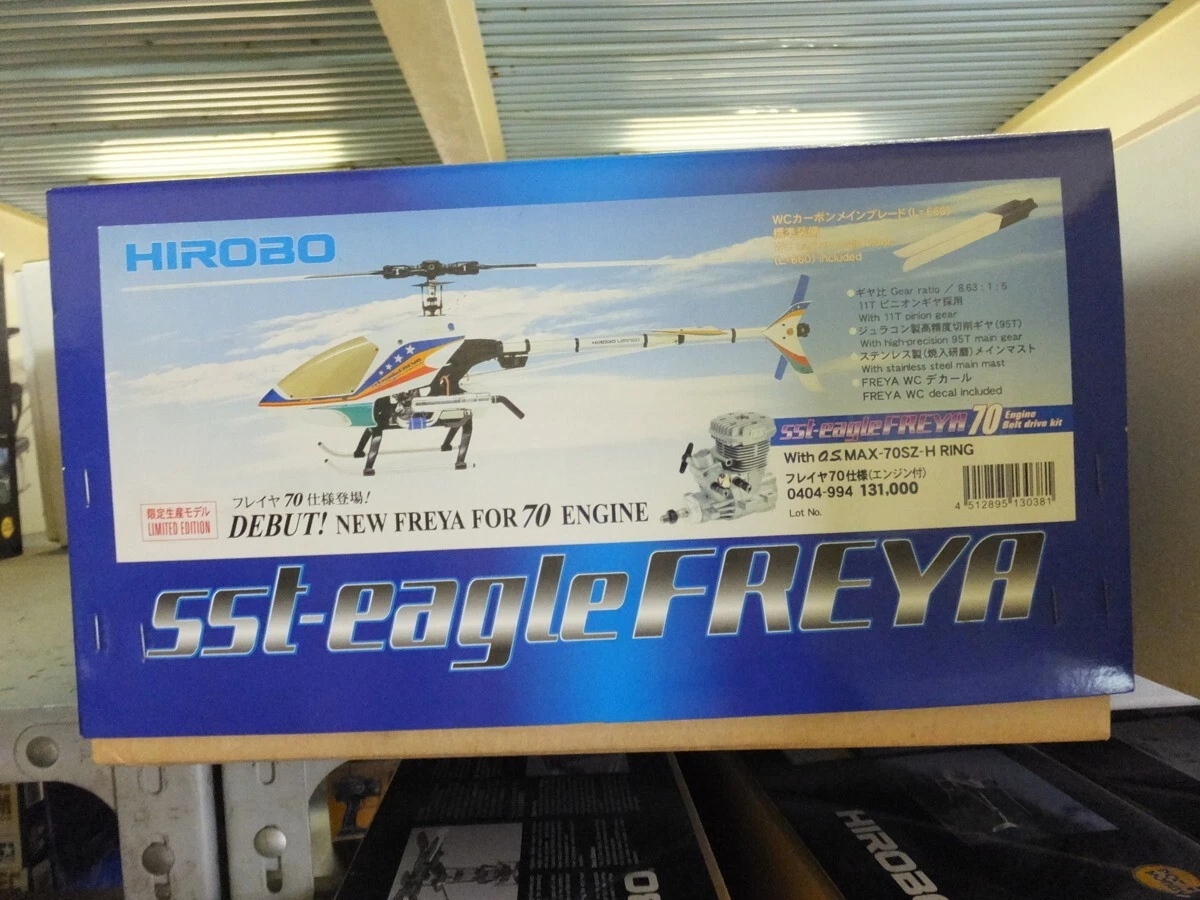 HIROBO
WCカーボンメインブレード(L=660)
標準装備
(L=660) included
ギヤ比 Gear ratio / 8.63:1:5
11T ピニオンギヤ採用
With 11T pinion gear
ジュラコン製高精度切削ギヤ(95T)
With high-precision 95T main gear
ステンレス製(焼入研磨)メインマスト
With stainless steel main mast
FREYA WC デカール
FREYA WC decal included
sst-eagle FREYA 70 Engine
Belt drive kit
With O.S. MAX-70SZ-H RING
フレイヤ70仕様(エンジン付)
0404-994 131,000
Lot No.
4 512895 130381
限定生産モデル
LIMITED EDITION
フレイヤ70仕様登場!
DEBUT! NEW FREYA FOR 70 ENGINE
sst-eagle FREYA
HIROBO